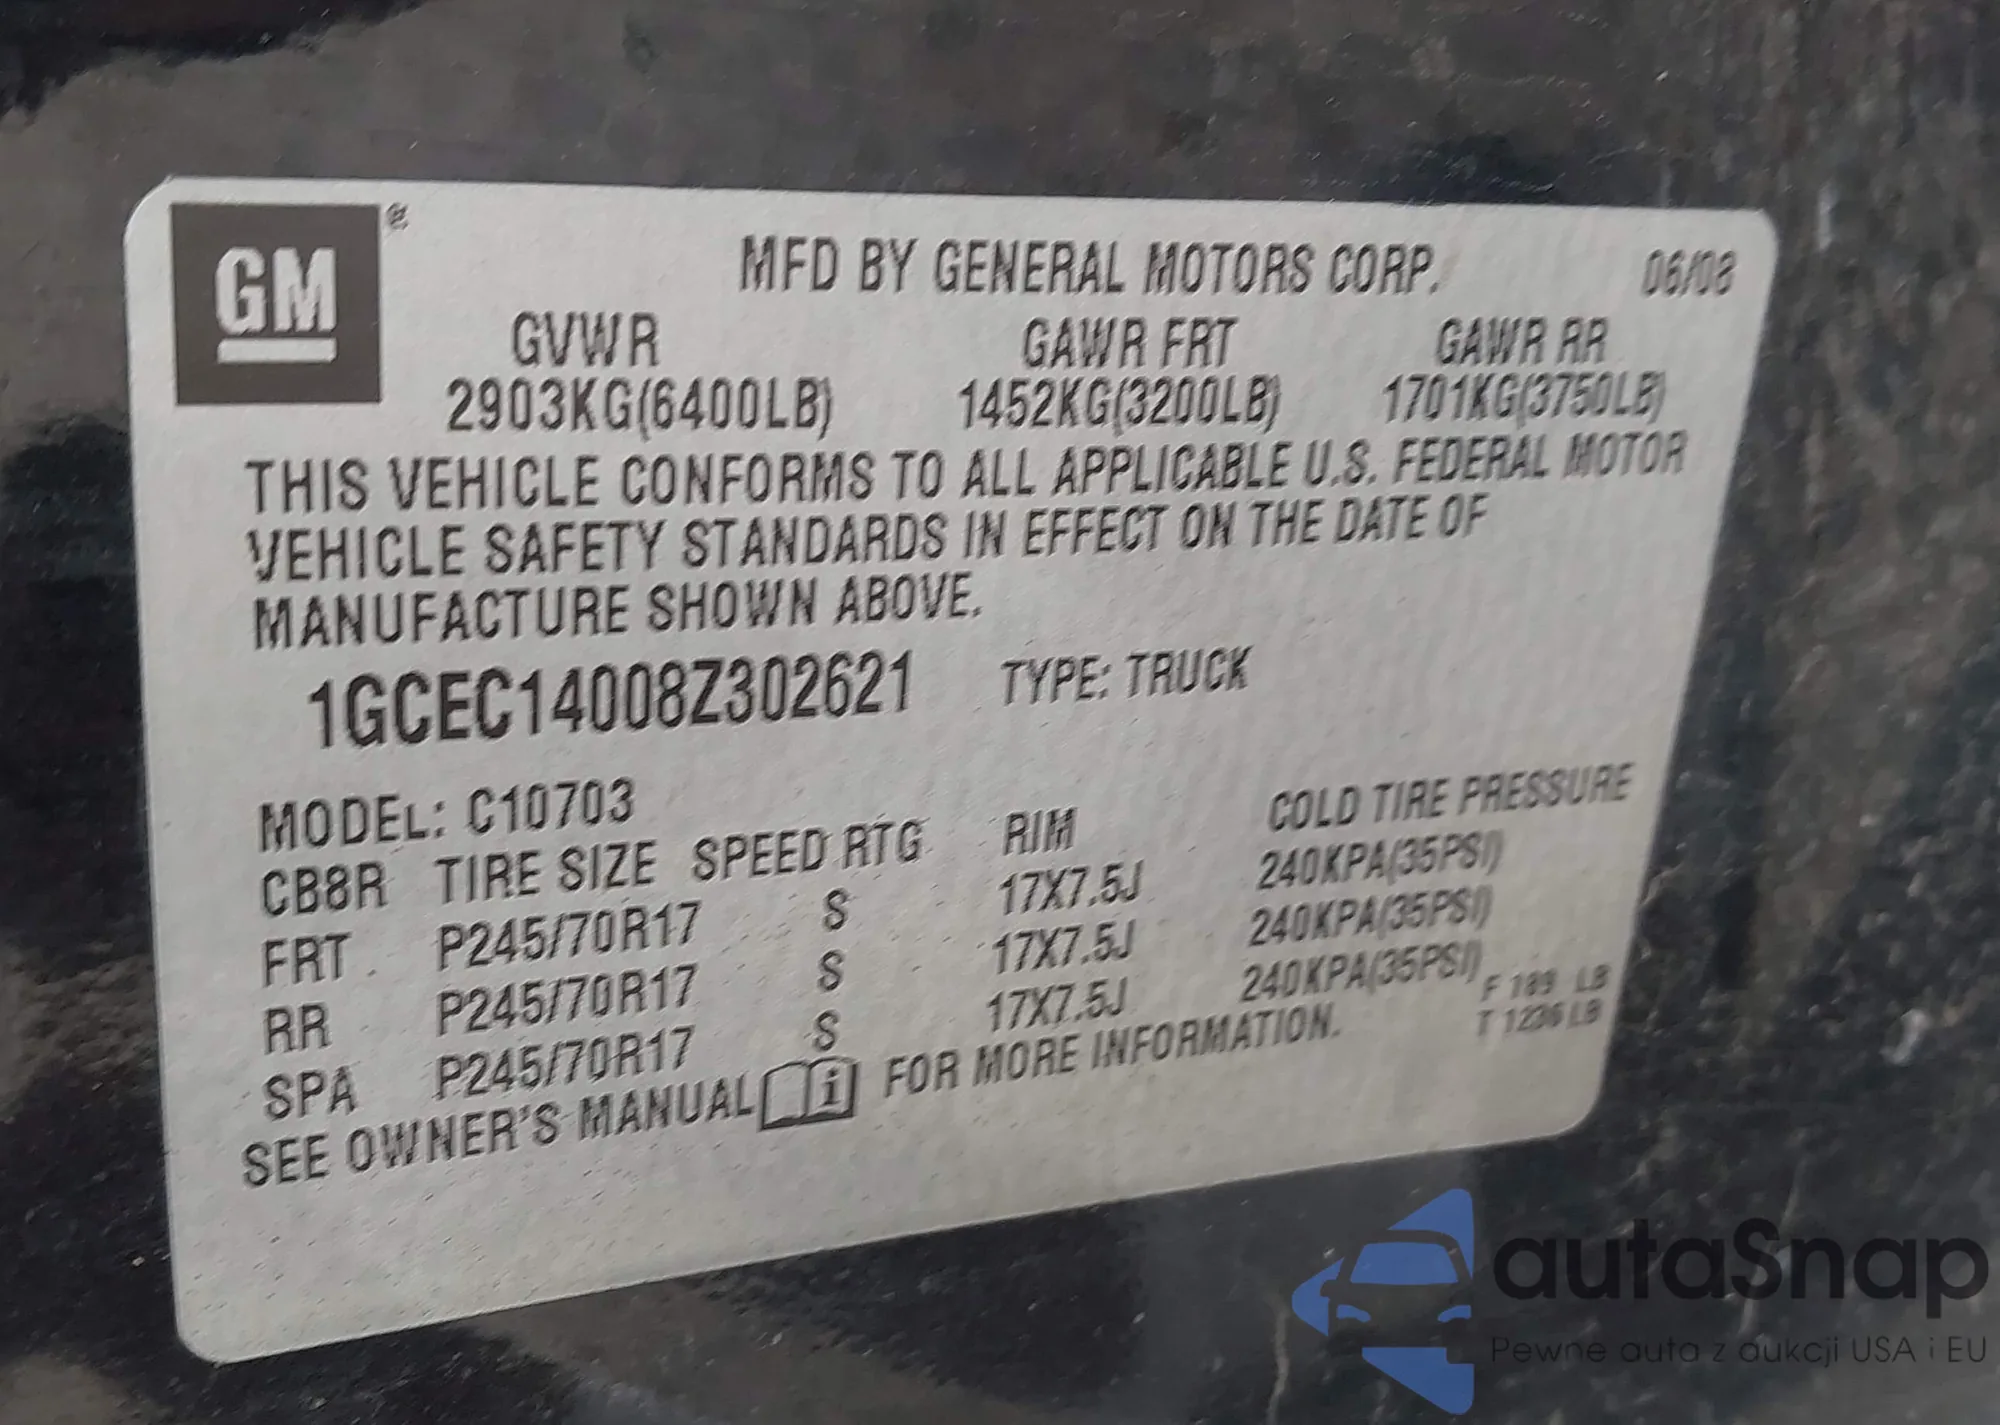 GM®
MFD BY GENERAL MOTORS CORP. 06/08
GVWR GAWR FRT GAWR RR
2903KG(6400LB) 1452KG(3200LB) 1701KG(3750LB)
THIS VEHICLE CONFORMS TO ALL APPLICABLE U.S. FEDERAL MOTOR
VEHICLE SAFETY STANDARDS IN EFFECT ON THE DATE OF
MANUFACTURE SHOWN ABOVE.
1GCEC14008Z302621 TYPE: TRUCK
MODEL: C10703
CB8R TIRE SIZE SPEED RTG RIM COLD TIRE PRESSURE
FRT P245/70R17 S 17X7.5J 240KPA(35PSI)
RR P245/70R17 S 17X7.5J 240KPA(35PSI)
SPA P245/70R17 S 17X7.5J 240KPA(35PSI)
SEE OWNER'S MANUAL i FOR MORE INFORMATION.
F 189 LB
T 1236 LB
autaSnap
Pewne auta z aukcji USA i EU